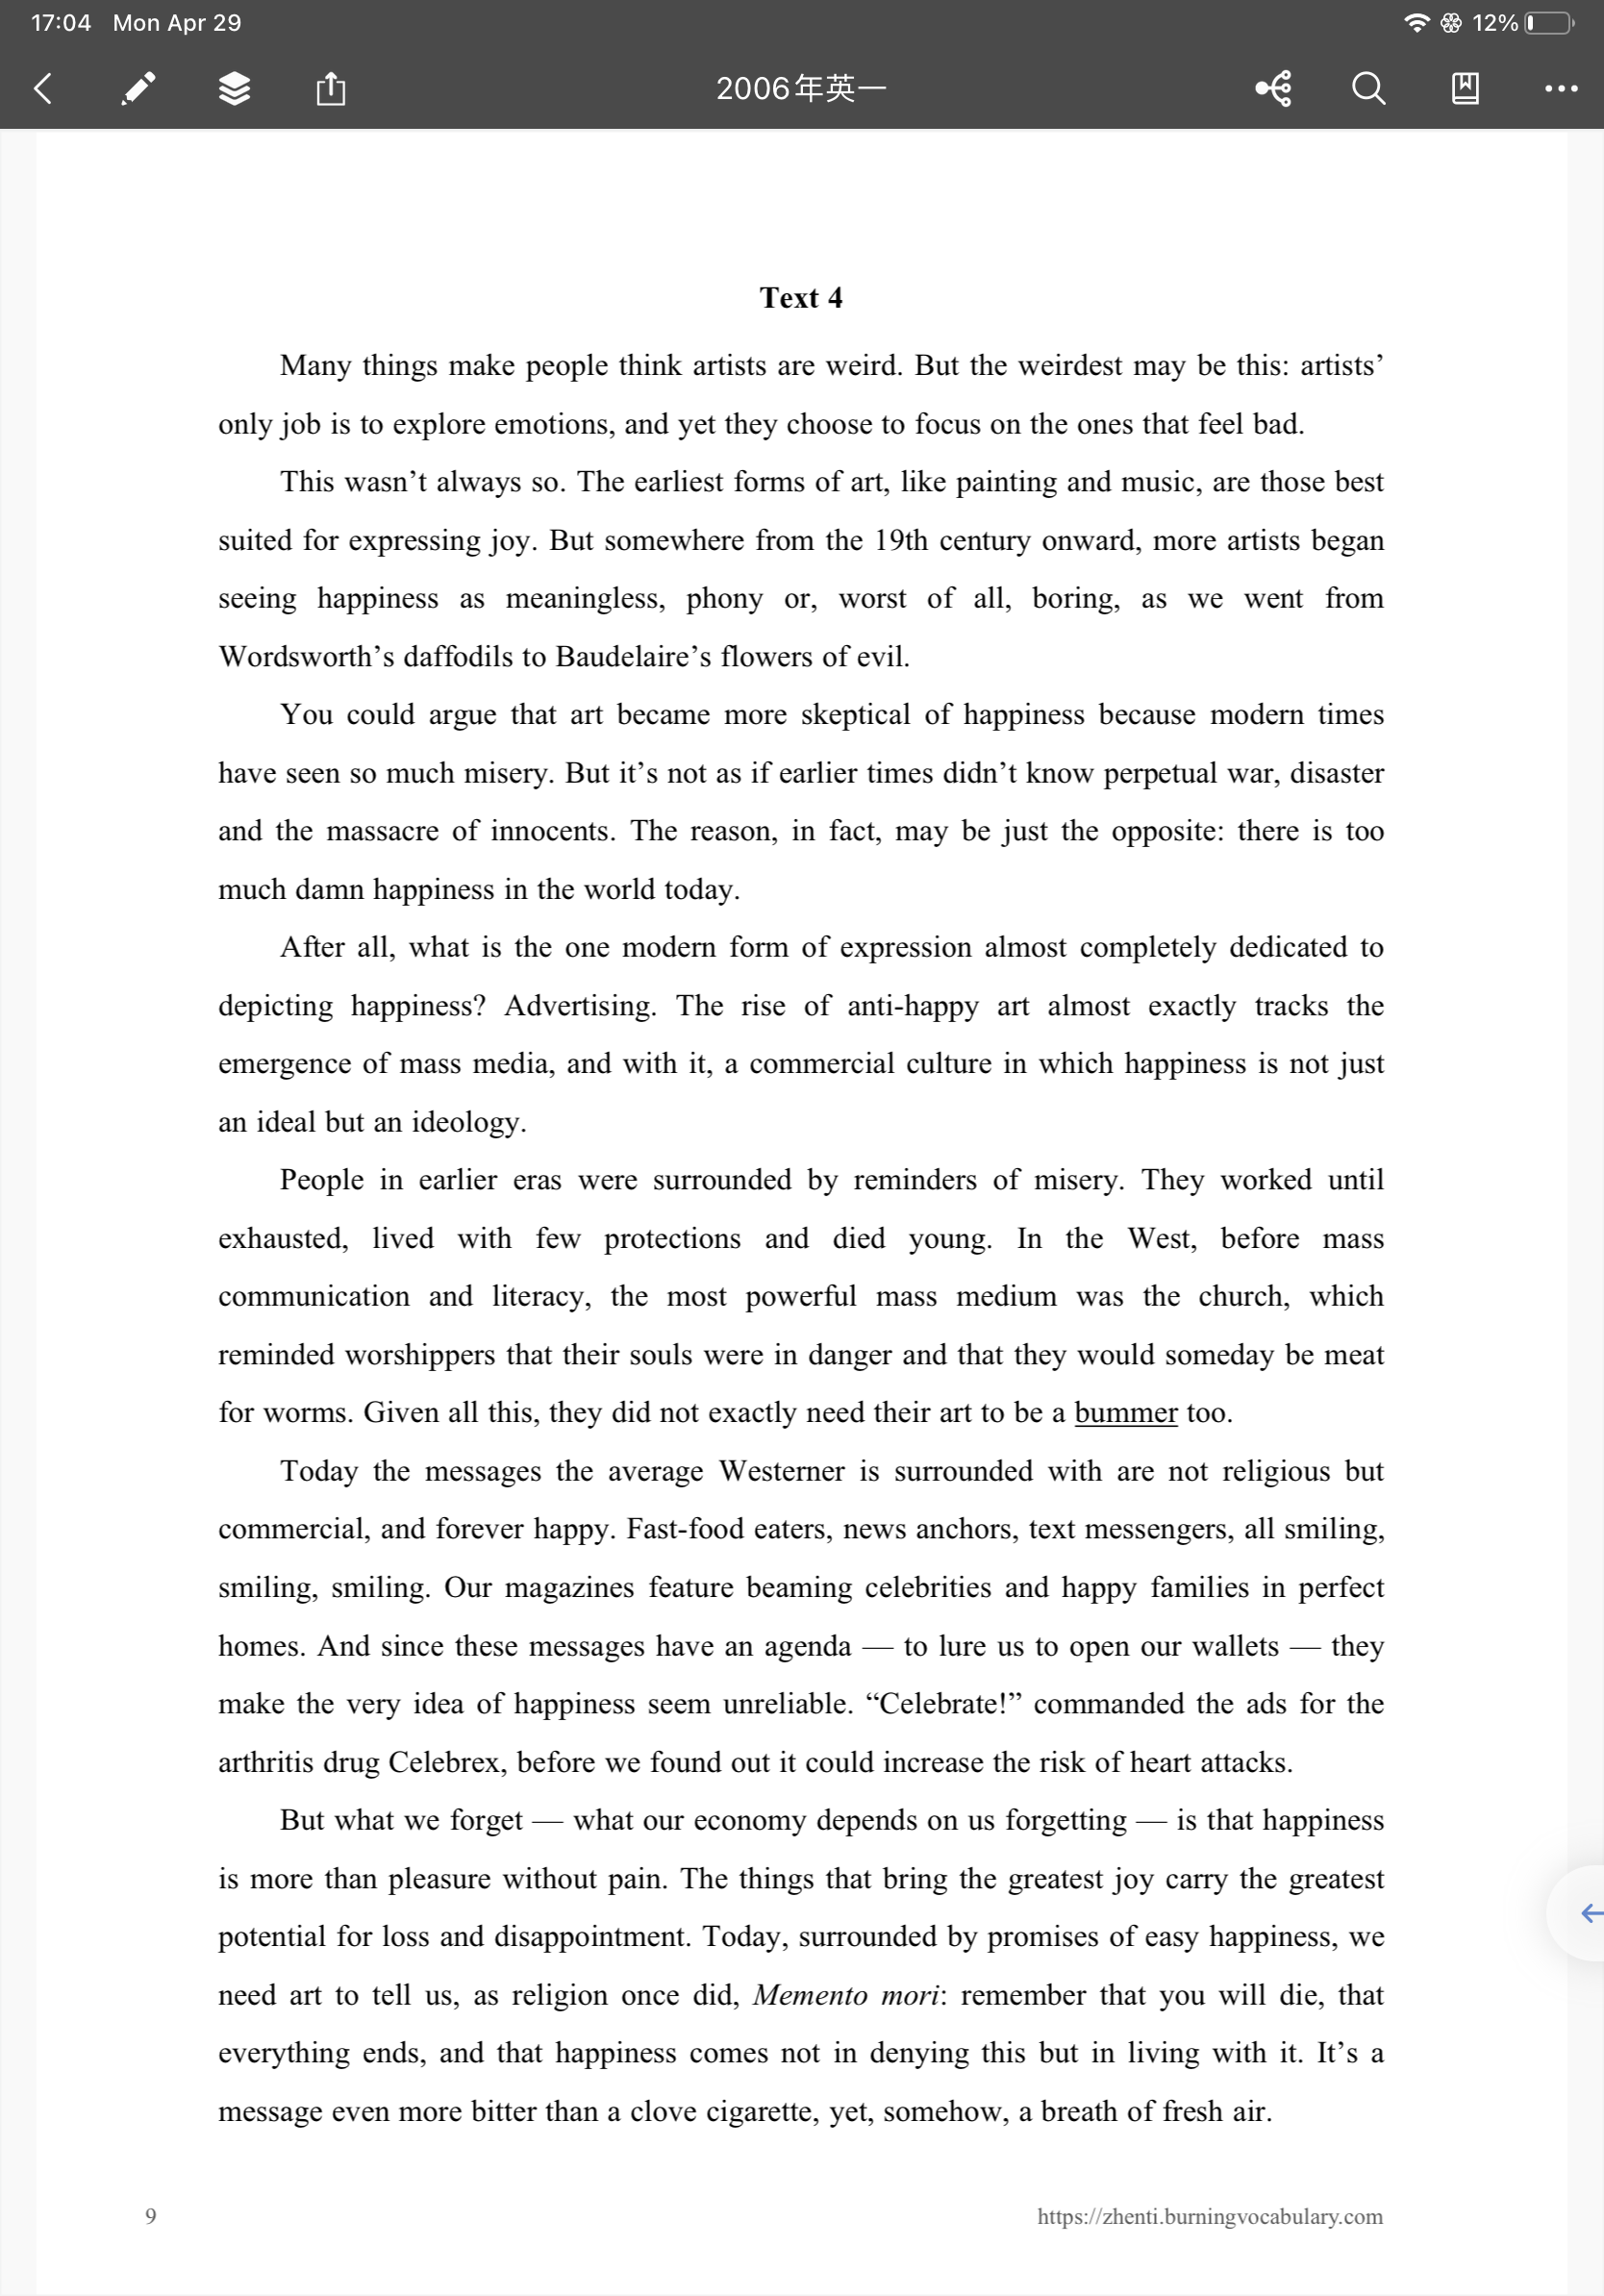 17:04 Mon Apr 29
12%
2006年英一
Text 4
Many things make people think artists are weird. But the weirdest may be this: artists’
only job is to explore emotions, and yet they choose to focus on the ones that feel bad.
This wasn’t always so. The earliest forms of art, like painting and music, are those best
suited for expressing joy. But somewhere from the 19th century onward, more artists began
seeing happiness as meaningless, phony or, worst of all, boring, as we went from
Wordsworth’s daffodils to Baudelaire’s flowers of evil.
You could argue that art became more skeptical of happiness because modern times
have seen so much misery. But it’s not as if earlier times didn’t know perpetual war, disaster
and the massacre of innocents. The reason, in fact, may be just the opposite: there is too
much damn happiness in the world today.
After all, what is the one modern form of expression almost completely dedicated to
depicting happiness? Advertising. The rise of anti-happy art almost exactly tracks the
emergence of mass media, and with it, a commercial culture in which happiness is not just
an ideal but an ideology.
People in earlier eras were surrounded by reminders of misery. They worked until
exhausted, lived with few protections and died young. In the West, before mass
communication and literacy, the most powerful mass medium was the church, which
reminded worshippers that their souls were in danger and that they would someday be meat
for worms. Given all this, they did not exactly need their art to be a bummer too.
Today the messages the average Westerner is surrounded with are not religious but
commercial, and forever happy. Fast-food eaters, news anchors, text messengers, all smiling,
smiling, smiling. Our magazines feature beaming celebrities and happy families in perfect
homes. And since these messages have an agenda — to lure us to open our wallets — they
make the very idea of happiness seem unreliable. “Celebrate!” commanded the ads for the
arthritis drug Celebrex, before we found out it could increase the risk of heart attacks.
But what we forget — what our economy depends on us forgetting — is that happiness
is more than pleasure without pain. The things that bring the greatest joy carry the greatest
potential for loss and disappointment. Today, surrounded by promises of easy happiness, we
need art to tell us, as religion once did, Memento mori: remember that you will die, that
everything ends, and that happiness comes not in denying this but in living with it. It’s a
message even more bitter than a clove cigarette, yet, somehow, a breath of fresh air.
9
https://zhenti.burningvocabulary.com